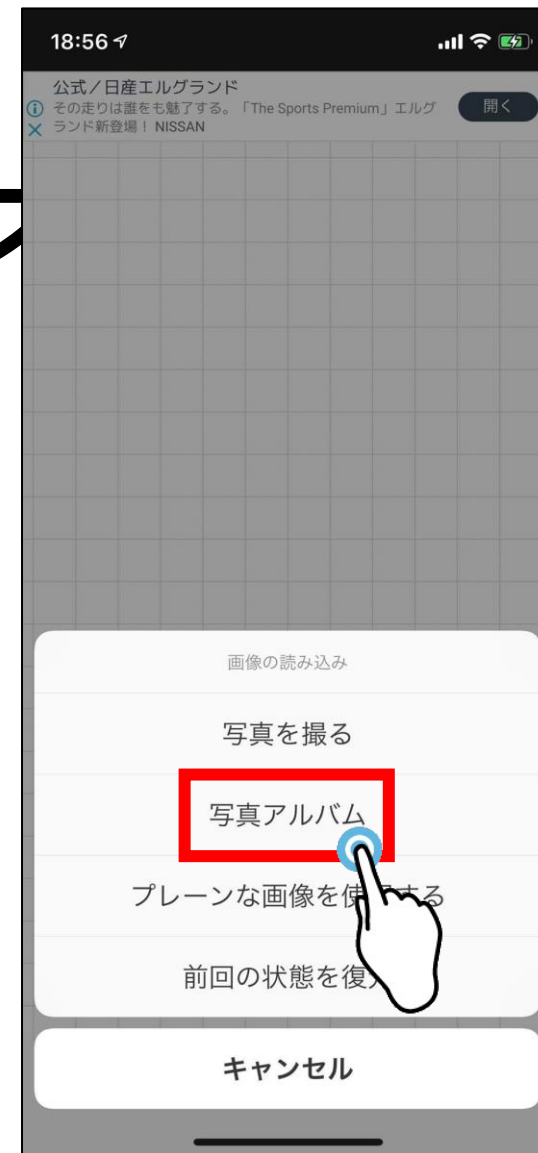 18:56
公式／日産エルグランド
その走りは誰をも魅了する。「The Sports Premium」エルグ
ランド新登場！ NISSAN
開く
画像の読み込み
写真を撮る
写真アルバム
プレーンな画像を使 する
前回の状態を復
キャンセル